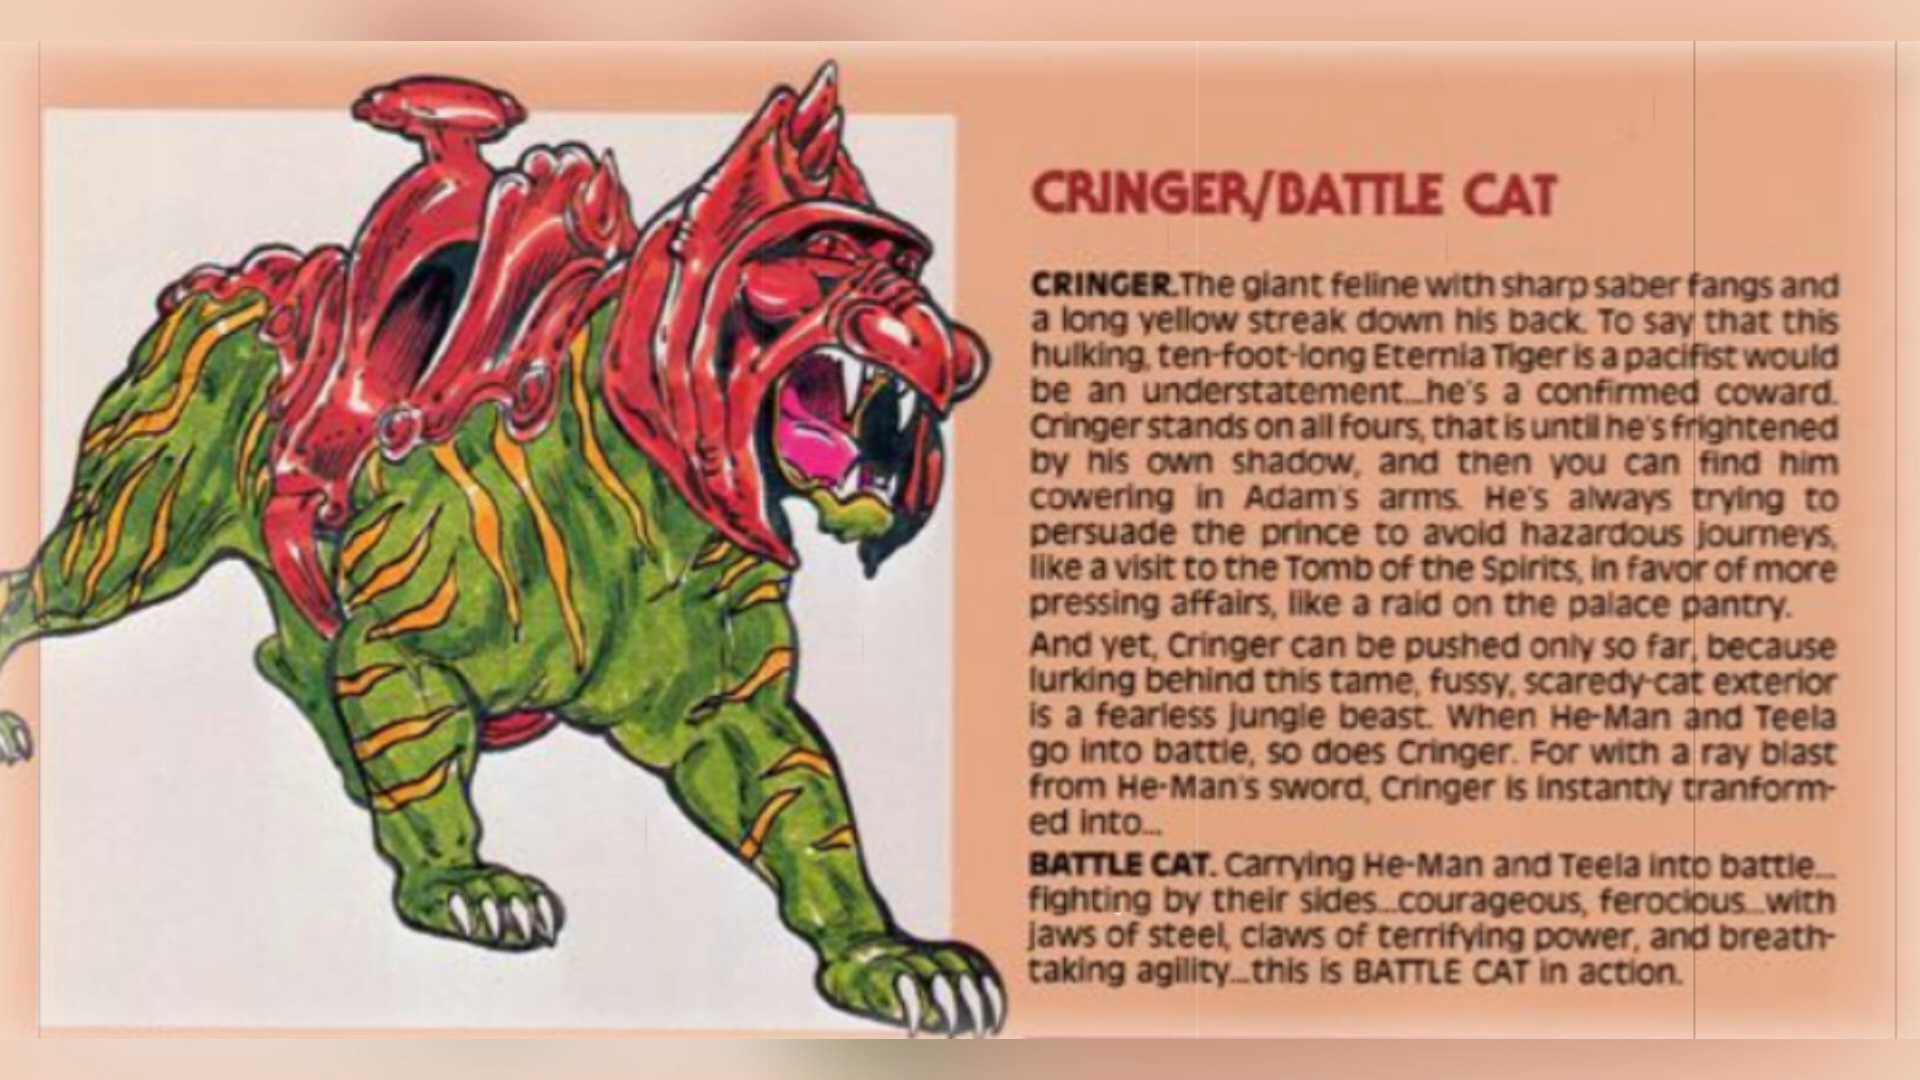 CRINGER/BATTLE CAT
CRINGER.The giant feline with sharp saber fangs and
a long yellow streak down his back. To say that this
hulking, ten-foot-long Eternia Tiger is a pacifist would
be an understatement...he's a confirmed coward.
Cringer stands on all fours, that is until he's frightened
by his own shadow, and then you can find him
cowering in Adam's arms. He's always trying to
persuade the prince to avoid hazardous journeys,
like a visit to the Tomb of the Spirits, in favor of more
pressing affairs, like a raid on the palace pantry.
And yet, Cringer can be pushed only so far, because
lurking behind this tame, fussy, scaredy-cat exterior
is a fearless jungle beast. When He-Man and Teela
go into battle, so does Cringer. For with a ray blast
from He-Man's sword, Cringer is instantly tranform-
ed into...
BATTLE CAT. Carrying He-Man and Teela into battle...
fighting by their sides...courageous, ferocious...with
jaws of steel, claws of terrifying power, and breath-
taking agility...this is BATTLE CAT in action.